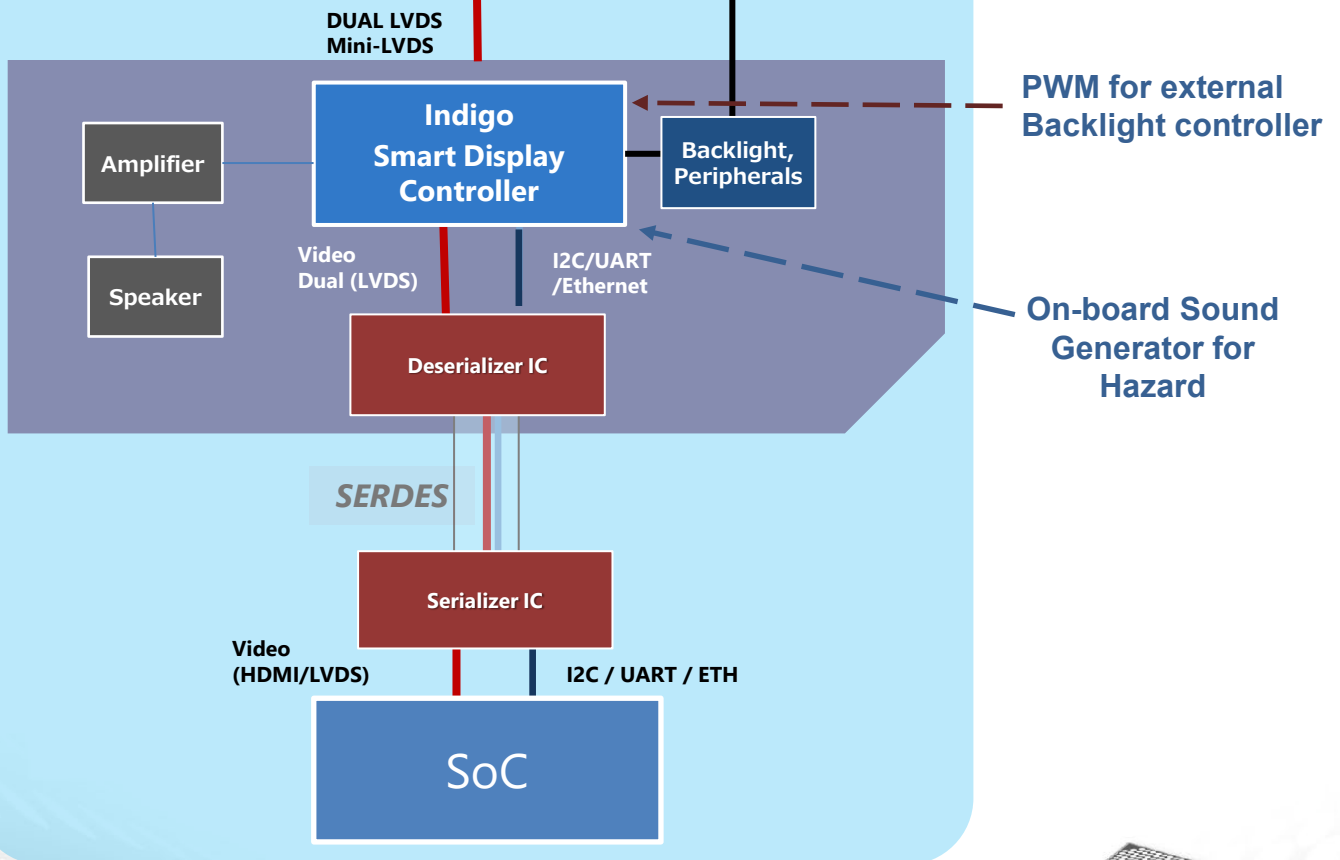 DUAL LVDS
Mini-LVDS
PWM for external
Backlight controller
Indigo
Smart Display
Controller
Amplifier
Backlight,
Peripherals
Video
Dual (LVDS)
I2C/UART
/Ethernet
Speaker
On-board Sound
Generator for
Hazard
Deserializer IC
SERDES
Serializer IC
Video
(HDMI/LVDS)
I2C / UART / ETH
SoC